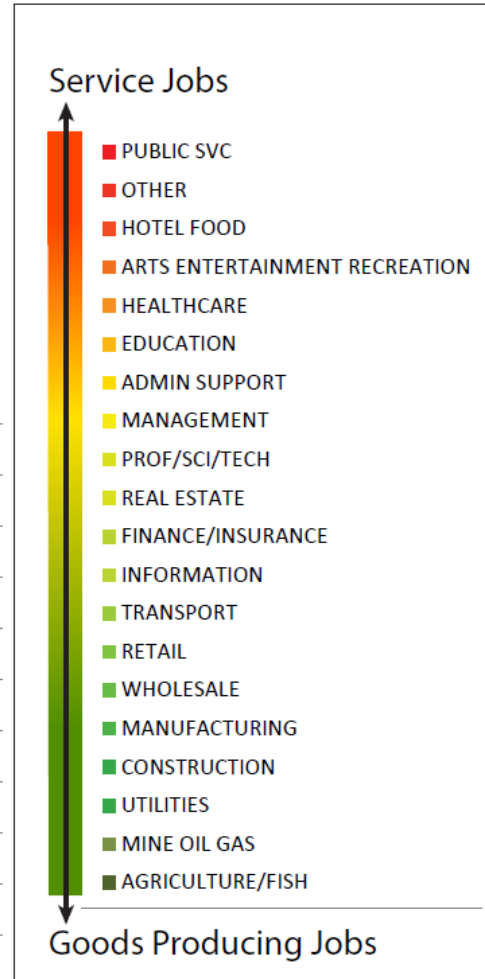 Service Jobs
PUBLIC SVC
OTHER
HOTEL FOOD
ARTS ENTERTAINMENT RECREATION
HEALTHCARE
EDUCATION
ADMIN SUPPORT
MANAGEMENT
PROF/SCI/TECH
REAL ESTATE
FINANCE/INSURANCE
INFORMATION
TRANSPORT
RETAIL
WHOLESALE
MANUFACTURING
CONSTRUCTION
UTILITIES
MINE OIL GAS
AGRICULTURE/FISH
Goods Producing Jobs